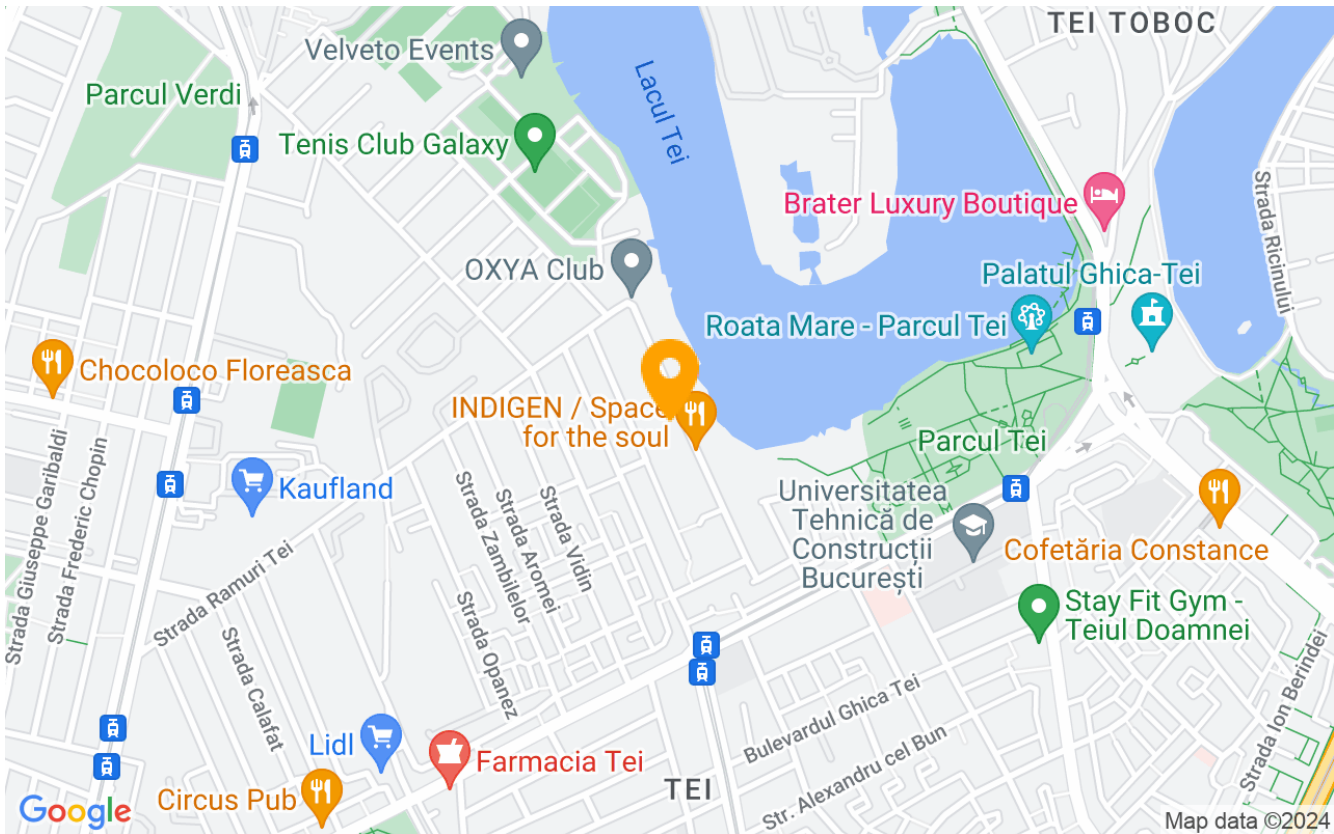 TEI TOBOC
Velveto Events
Lacul Tei
Parcul Verdi
Tenis Club Galaxy
Brater Luxury Boutique
Strada Ricinului
OXYA Club
Palatul Ghica-Tei
Roata Mare - Parcul Tei
Chocoloco Floreasca
INDIGEN / Space
for the soul
Parcul Tei
Kaufland
Strada Giuseppe Garibaldi
Strada Frederic Chopin
Strada Zambilelor
Strada Aromei
Strada Vidin
Universitatea
Tehnică de
Construcții
București
Cofetăria Constance
Strada Ramuri Tei
Strada Opanez
Stay Fit Gym -
Teiul Doamnei
Strada Calafat
Strada Ion Berindei
Bulevardul Ghica Tei
Lidl
Farmacia Tei
Str. Alexandru cel Bun
TEI
Circus Pub
Google
Map data ©2024